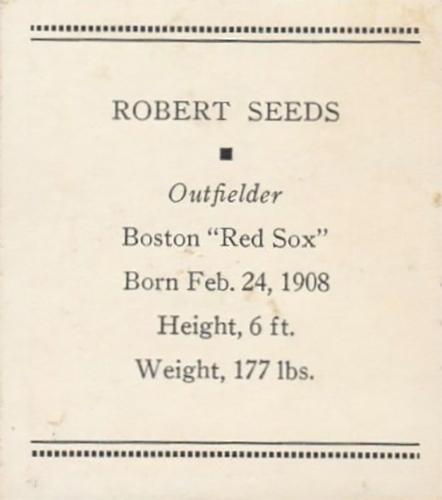 ROBERT SEEDS
■
Outfielder
Boston "Red Sox"
Born Feb. 24, 1908
Height, 6 ft.
Weight, 177 lbs.